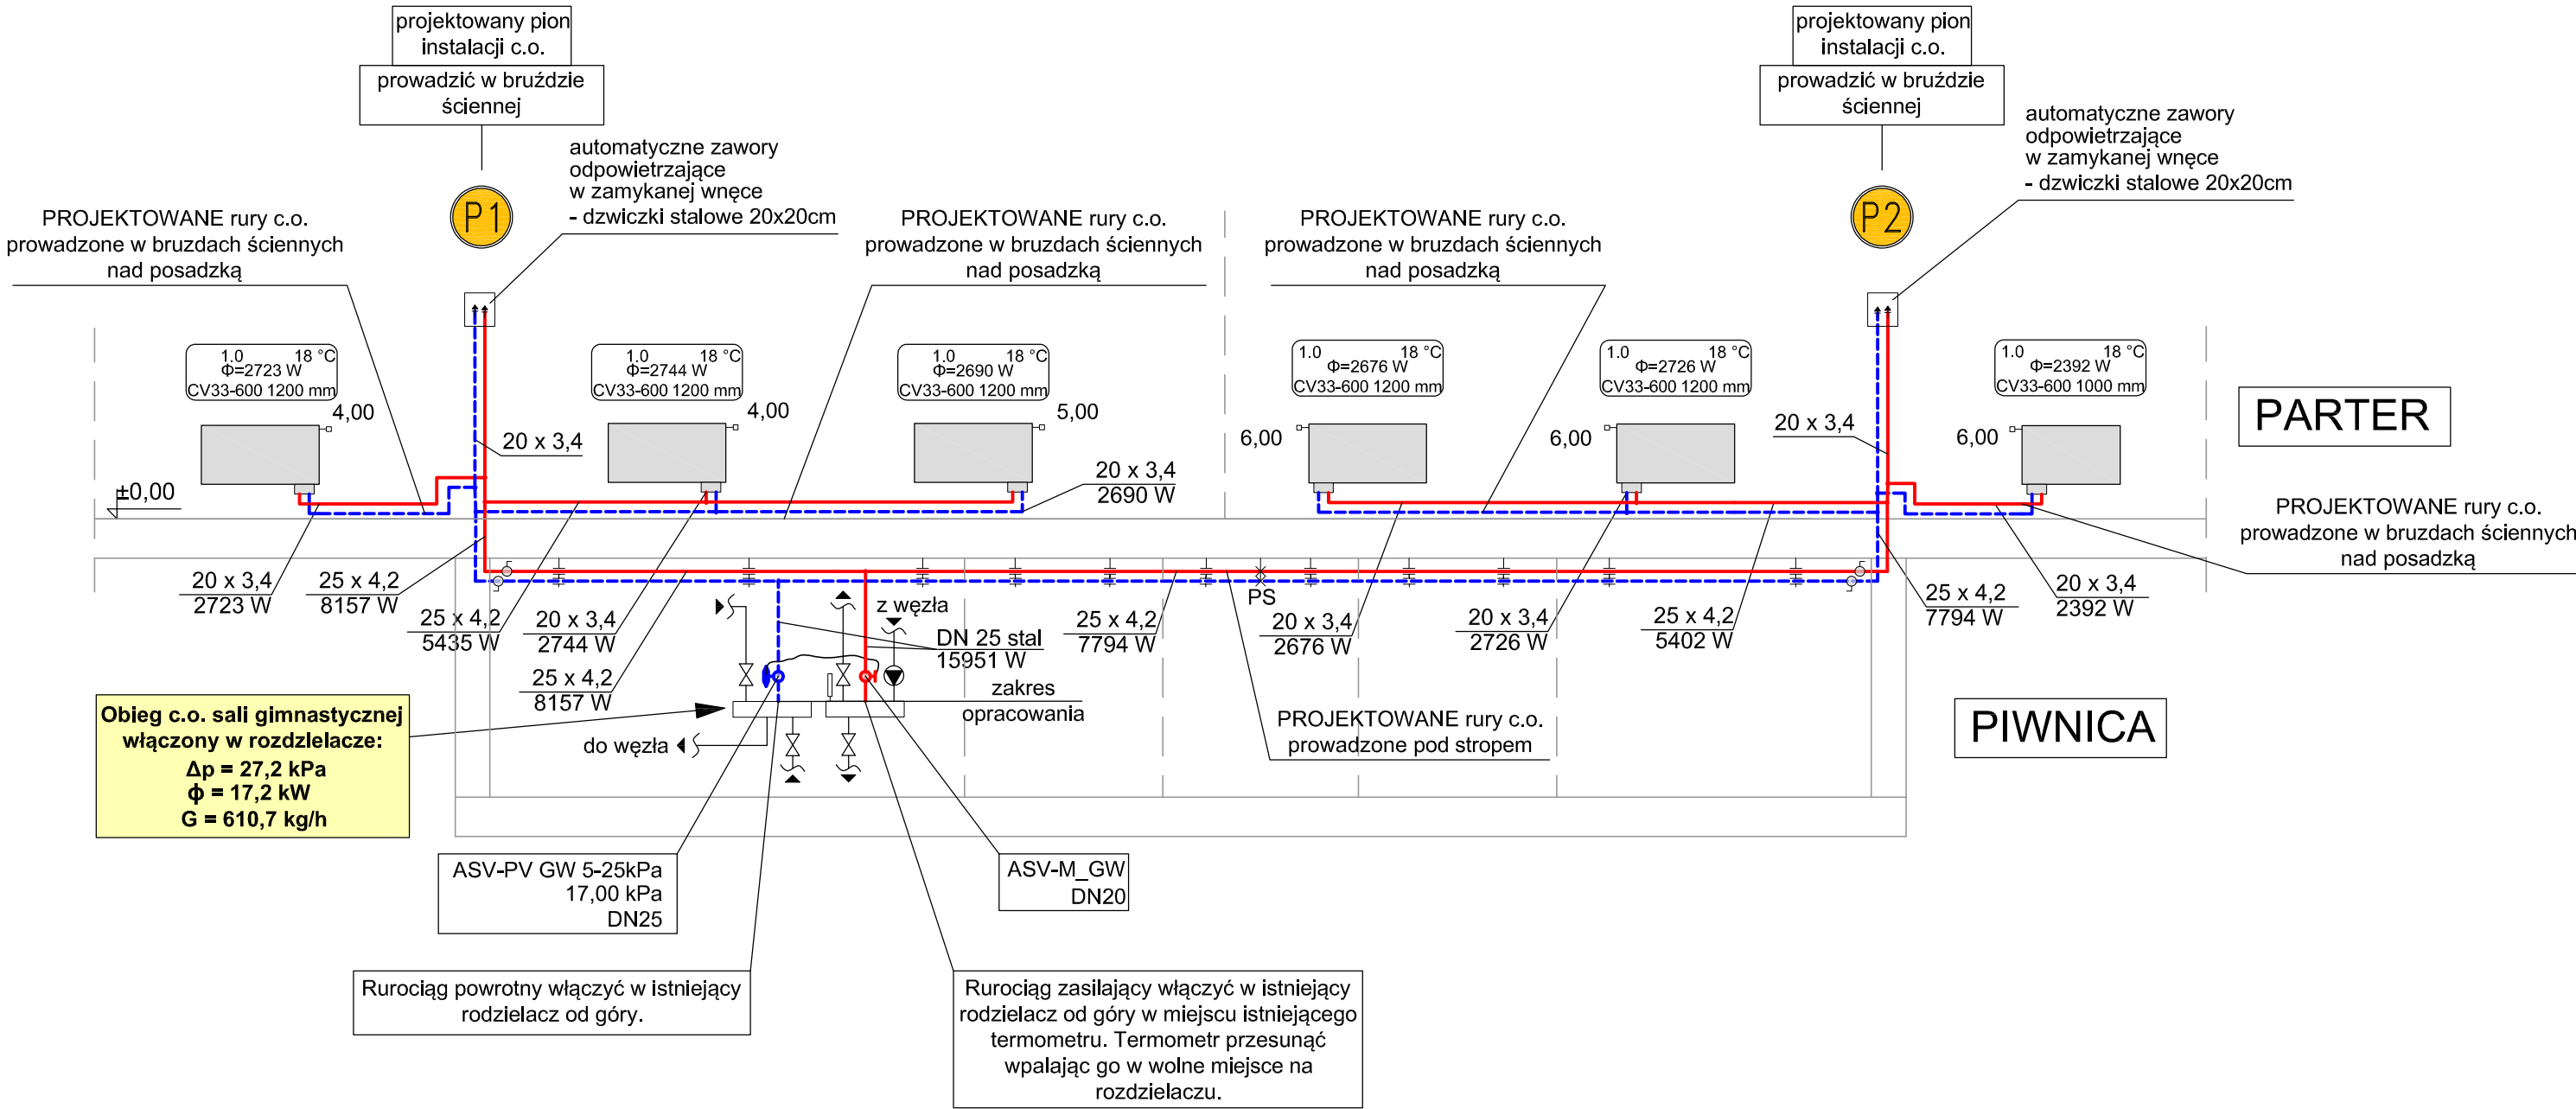 projektowany pion
instalacji c.o.
prowadzić w bruździe
ściennej
P1
automatyczne zawory
odpowietrzające
w zamykanej wnęce
- dzwiczki stalowe 20x20cm
projektowany pion
instalacji c.o.
prowadzić w bruździe
ściennej
P2
automatyczne zawory
odpowietrzające
w zamykanej wnęce
- dzwiczki stalowe 20x20cm
PROJEKTOWANE rury c.o.
prowadzone w bruzdach ściennych
nad posadzką
PROJEKTOWANE rury c.o.
prowadzone w bruzdach ściennych
nad posadzką
PROJEKTOWANE rury c.o.
prowadzone w bruzdach ściennych
nad posadzką
1.0 18 °C
Φ=2723 W
CV33-600 1200 mm
4,00
1.0 18 °C
Φ=2744 W
CV33-600 1200 mm
4,00
1.0 18 °C
Φ=2690 W
CV33-600 1200 mm
5,00
1.0 18 °C
Φ=2676 W
CV33-600 1200 mm
6,00
1.0 18 °C
Φ=2726 W
CV33-600 1200 mm
6,00
1.0 18 °C
Φ=2392 W
CV33-600 1000 mm
6,00
PARTER
20 x 3,4
20 x 3,4
20 x 3,4
2690 W
±0,00
PROJEKTOWANE rury c.o.
prowadzone w bruzdach ściennych
nad posadzką
20 x 3,4
2723 W
25 x 4,2
8157 W
25 x 4,2
5435 W
20 x 3,4
2744 W
25 x 4,2
8157 W
z węzła
DN 25 stal
15951 W
zakres
opracowania
25 x 4,2
7794 W
PS
20 x 3,4
2676 W
20 x 3,4
2726 W
25 x 4,2
5402 W
25 x 4,2
7794 W
20 x 3,4
2392 W
Obieg c.o. sali gimnastycznej
włączony w rozdzlelacze:
Δp = 27,2 kPa
ϕ = 17,2 kW
G = 610,7 kg/h
do węzła
PROJEKTOWANE rury c.o.
prowadzone pod stropem
PIWNICA
ASV-PV GW 5-25kPa
17,00 kPa
DN25
ASV-M_GW
DN20
Rurociąg powrotny włączyć w istniejący
rodzielacz od góry.
Rurociąg zasilający włączyć w istniejący
rodzielacz od góry w miejscu istniejącego
termometru. Termometr przesunąć
wpalając go w wolne miejsce na
rozdzielaczu.